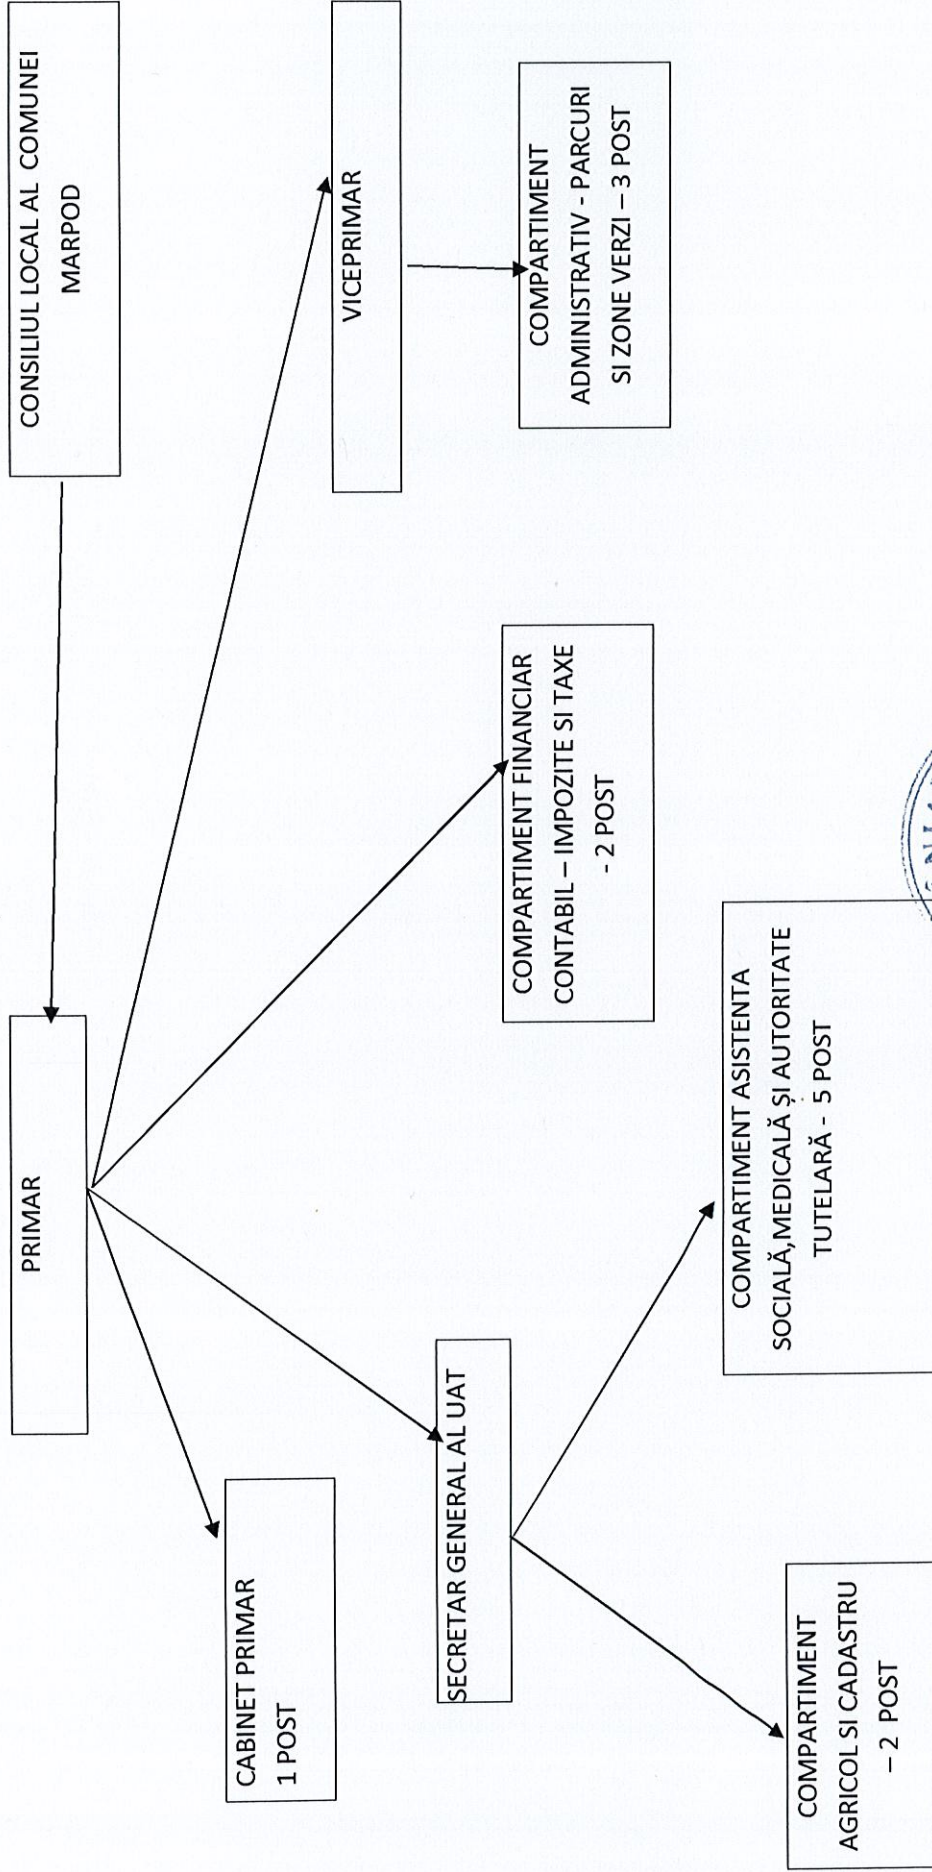 CONSILIUL LOCAL AL COMUNEI
MARPOD
PRIMAR
VICEPRIMAR
CABINET PRIMAR
1 POST
SECRETAR GENERAL AL UAT
COMPARTIMENT FINANCIAR
CONTABIL – IMPOZITE SI TAXE
- 2 POST
COMPARTIMENT
ADMINISTRATIV - PARCURI
SI ZONE VERZI – 3 POST
COMPARTIMENT ASISTENTA
SOCIALĂ,MEDICALĂ ȘI AUTORITATE
TUTELARĂ - 5 POST
COMPARTIMENT
AGRICOL SI CADASTRU
– 2 POST